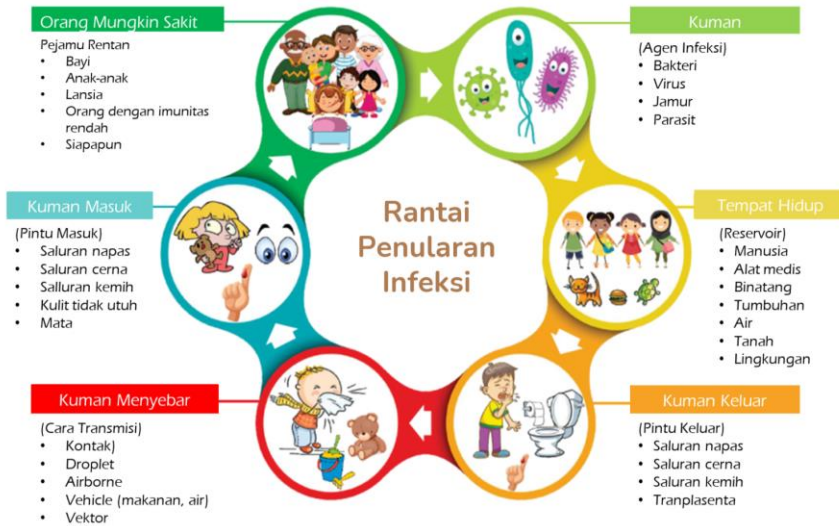 Rantai
Penularan
Infeksi
Orang Mungkin Sakit
Pejamu Rentan
• Bayi
• Anak-anak
• Lansia
• Orang dengan imunitas
rendah
• Siapapun
Kuman
(Agen Infeksi)
• Bakteri
• Virus
• Jamur
• Parasit
Tempat Hidup
(Reservoir)
• Manusia
• Alat medis
• Binatang
• Tumbuhan
• Air
• Tanah
• Lingkungan
Kuman Keluar
(Pintu Keluar)
• Saluran napas
• Saluran cerna
• Saluran kemih
• Tranplasenta
Kuman Menyebar
(Cara Transmisi)
• Kontak)
• Droplet
• Airborne
• Vehicle (makanan, air)
• Vektor
Kuman Masuk
(Pintu Masuk)
• Saluran napas
• Saluran cerna
• Salluran kemih
• Kulit tidak utuh
• Mata